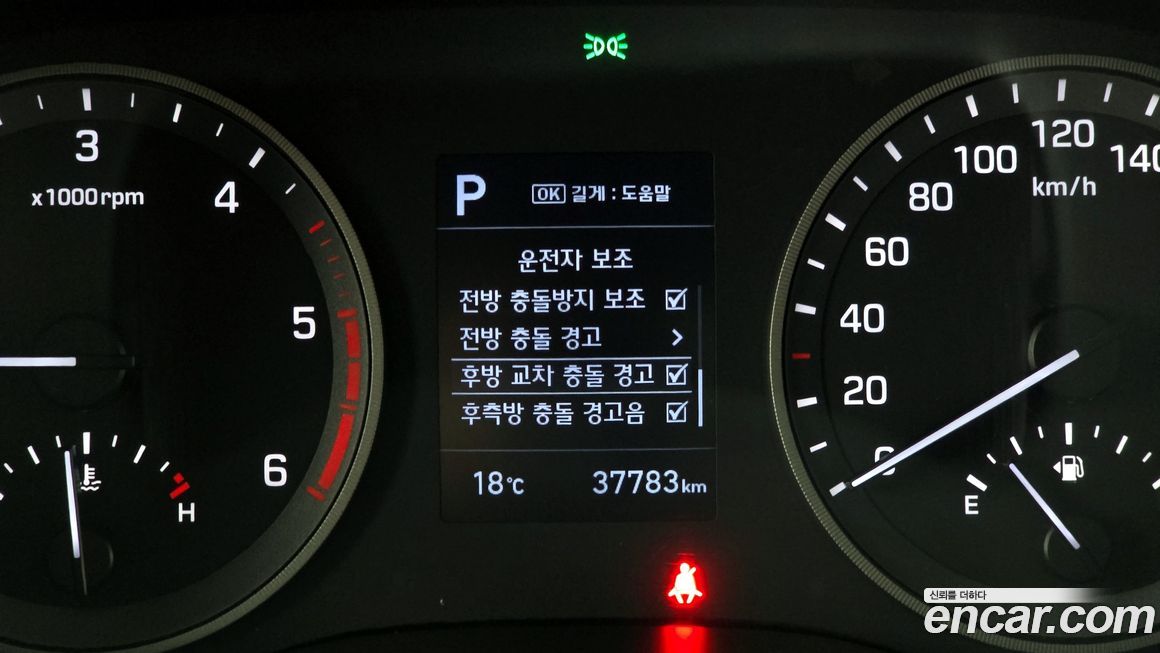 3
x1000 rpm
4
5
6
H
P
OK 길게 : 도움말
운전자 보조
전방 충돌방지 보조
전방 충돌 경고
후방 교차 충돌 경고
후측방 충돌 경고음
18℃
37783km
0
20
40
60
80
100
120
140
km/h
E
신뢰를 더하다
encar.com